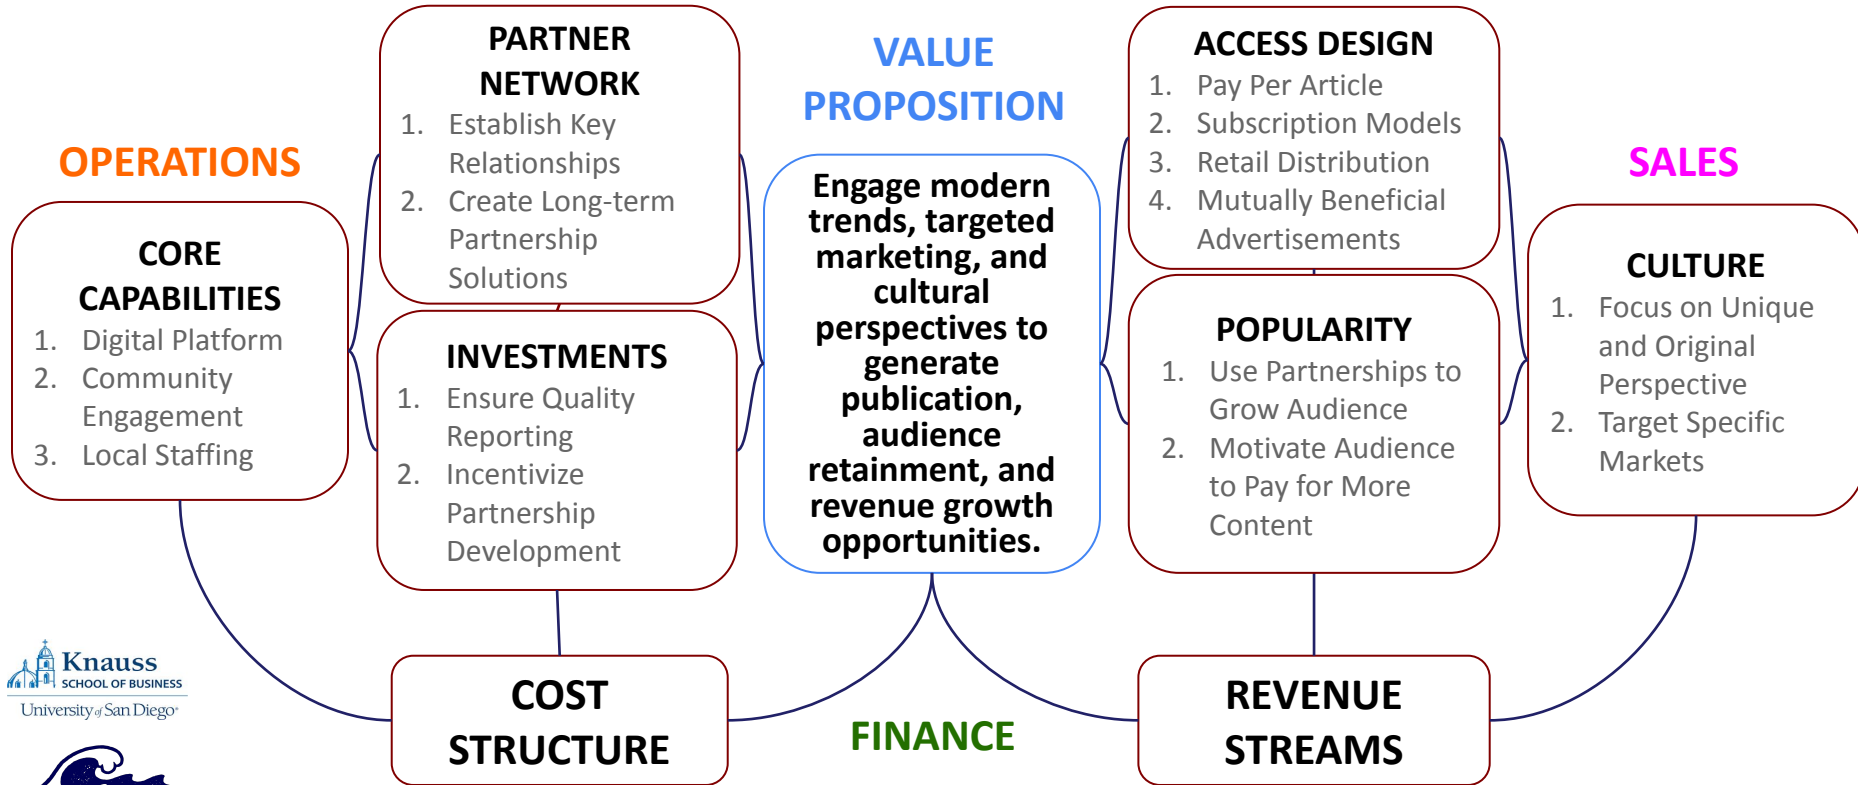 OPERATIONS
CORE
CAPABILITIES
1. Digital Platform
2. Community
Engagement
3. Local Staffing
PARTNER
NETWORK
1. Establish Key
Relationships
2. Create Long-term
Partnership
Solutions
INVESTMENTS
1. Ensure Quality
Reporting
2. Incentivize
Partnership
Development
VALUE
PROPOSITION
Engage modern
trends, targeted
marketing, and
cultural
perspectives to
generate
publication,
audience
retainment, and
revenue growth
opportunities.
ACCESS DESIGN
1. Pay Per Article
2. Subscription Models
3. Retail Distribution
4. Mutually Beneficial
Advertisements
POPULARITY
1. Use Partnerships to
Grow Audience
2. Motivate Audience
to Pay for More
Content
SALES
CULTURE
1. Focus on Unique
and Original
Perspective
2. Target Specific
Markets
Knauss
SCHOOL OF BUSINESS
University of San Diego
COST
STRUCTURE
FINANCE
REVENUE
STREAMS